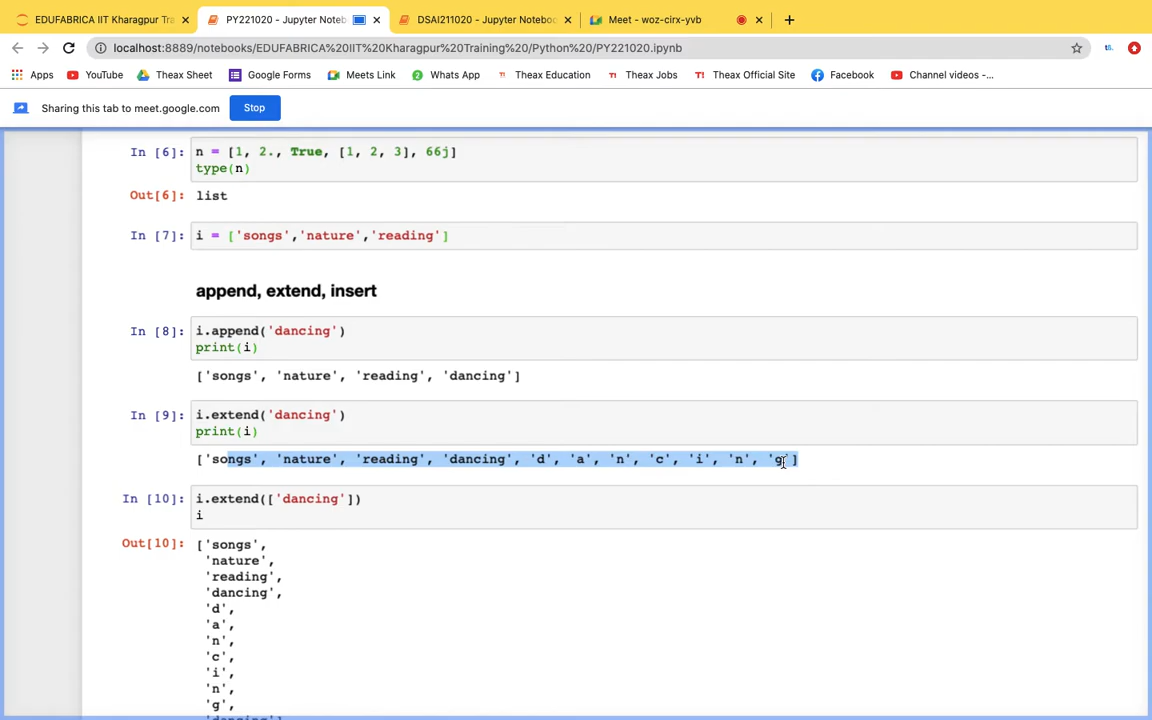 EDUFABRICA IIT Kharagpur Tra
PY221020 - Jupyter Noteb
DSAI211020 - Jupyter Noteboo
Meet - woz-cirx-yvb
localhost:8889/notebooks/EDUFABRICA%20IIT%20Kharagpur%20Training%20/Python%20/PY221020.ipynb
Apps YouTube Theax Sheet Google Forms Meets Link Whats App Theax Education Theax Jobs Theax Official Site Facebook Channel videos -...
Sharing this tab to meet.google.com Stop
In [6]: n = [1, 2., True, [1, 2, 3], 66j]
type(n)
Out[6]: list
In [7]: i = ['songs','nature','reading']
append, extend, insert
In [8]: i.append('dancing')
print(i)
['songs', 'nature', 'reading', 'dancing']
In [9]: i.extend('dancing')
print(i)
['songs', 'nature', 'reading', 'dancing', 'd', 'a', 'n', 'c', 'i', 'n', 'g']
In [10]: i.extend(['dancing'])
i
Out[10]: ['songs',
'nature',
'reading',
'dancing',
'd',
'a',
'n',
'c',
'i',
'n',
'g',